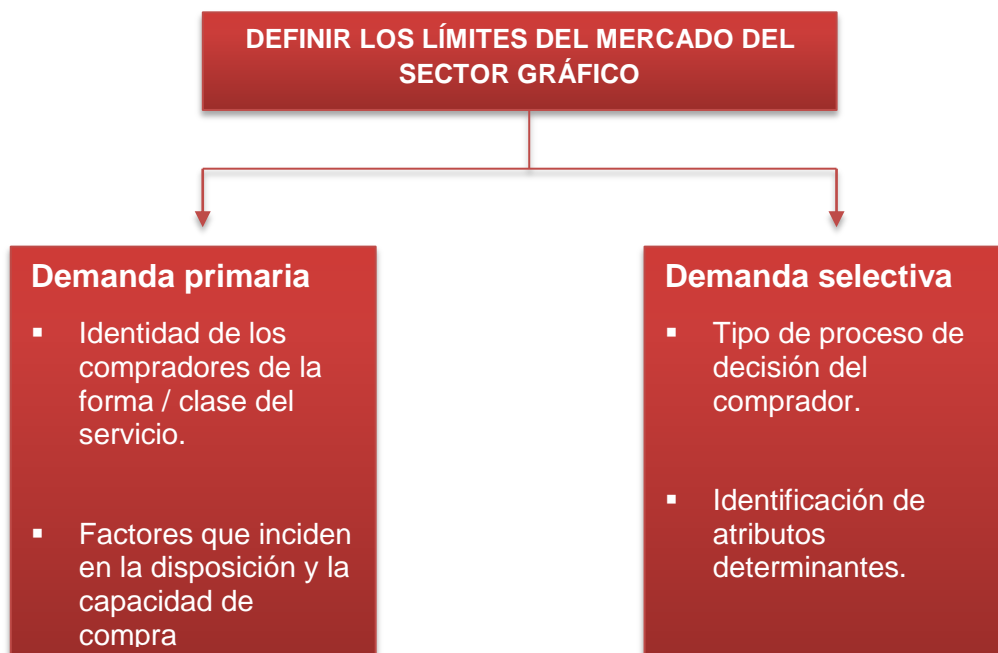 DEFINIR LOS LÍMITES DEL MERCADO DEL
SECTOR GRÁFICO
Demanda primaria
▪ Identidad de los
compradores de la
forma / clase del
servicio.
▪ Factores que inciden
en la disposición y la
capacidad de
compra
Demanda selectiva
▪ Tipo de proceso de
decisión del
comprador.
▪ Identificación de
atributos
determinantes.